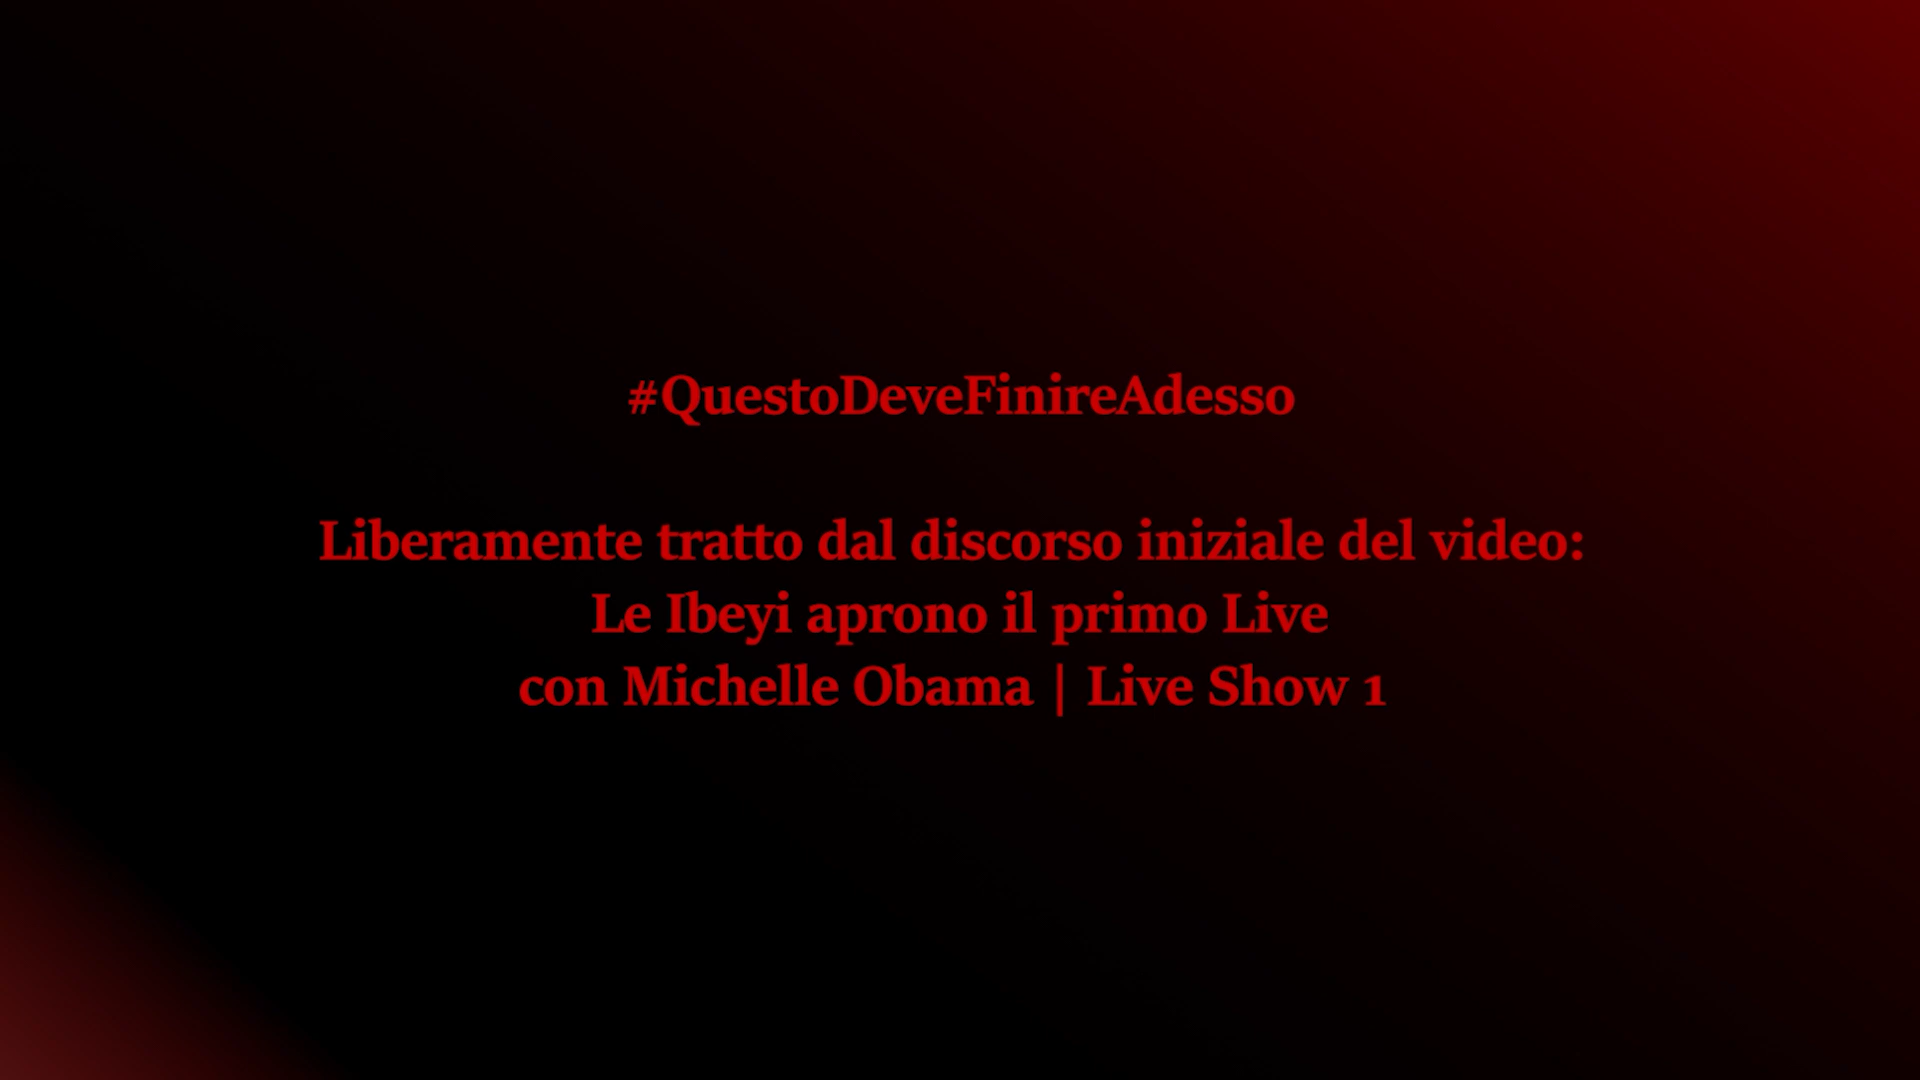 #QuestoDeveFinireAdesso
Liberamente tratto dal discorso iniziale del video:
Le Ibeyi aprono il primo Live
con Michelle Obama | Live Show 1